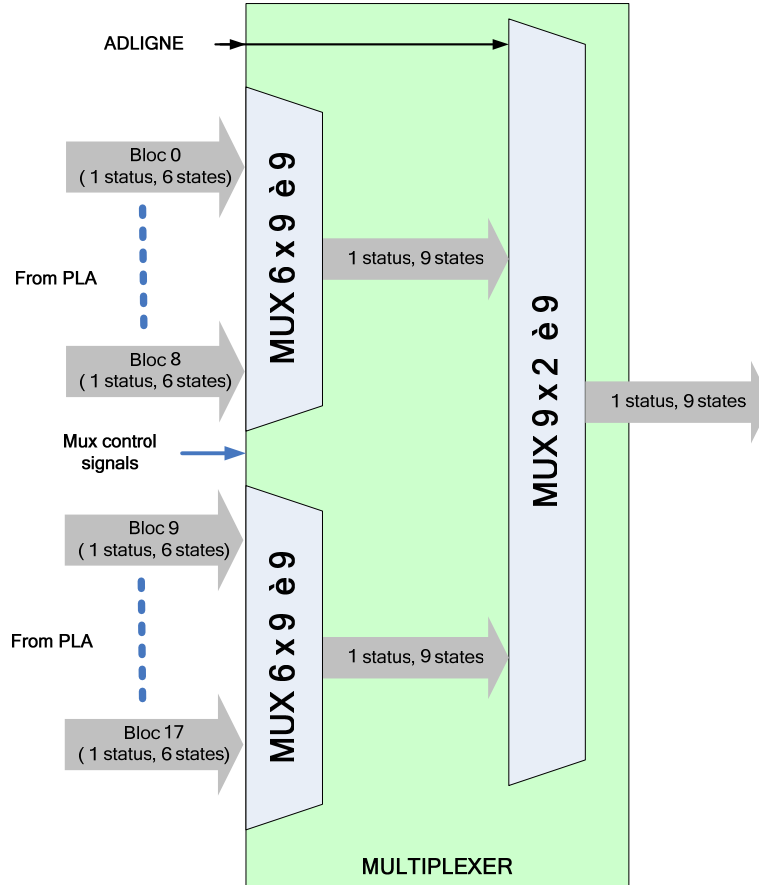 ADLIGNE
Bloc 0
( 1 status, 6 states)
From PLA
Bloc 8
( 1 status, 6 states)
MUX 6 x 9 è 9
1 status, 9 states
MUX 9 x 2 è 9
1 status, 9 states
Mux control
signals
Bloc 9
( 1 status, 6 states)
From PLA
Bloc 17
( 1 status, 6 states)
MUX 6 x 9 è 9
1 status, 9 states
MULTIPLEXER